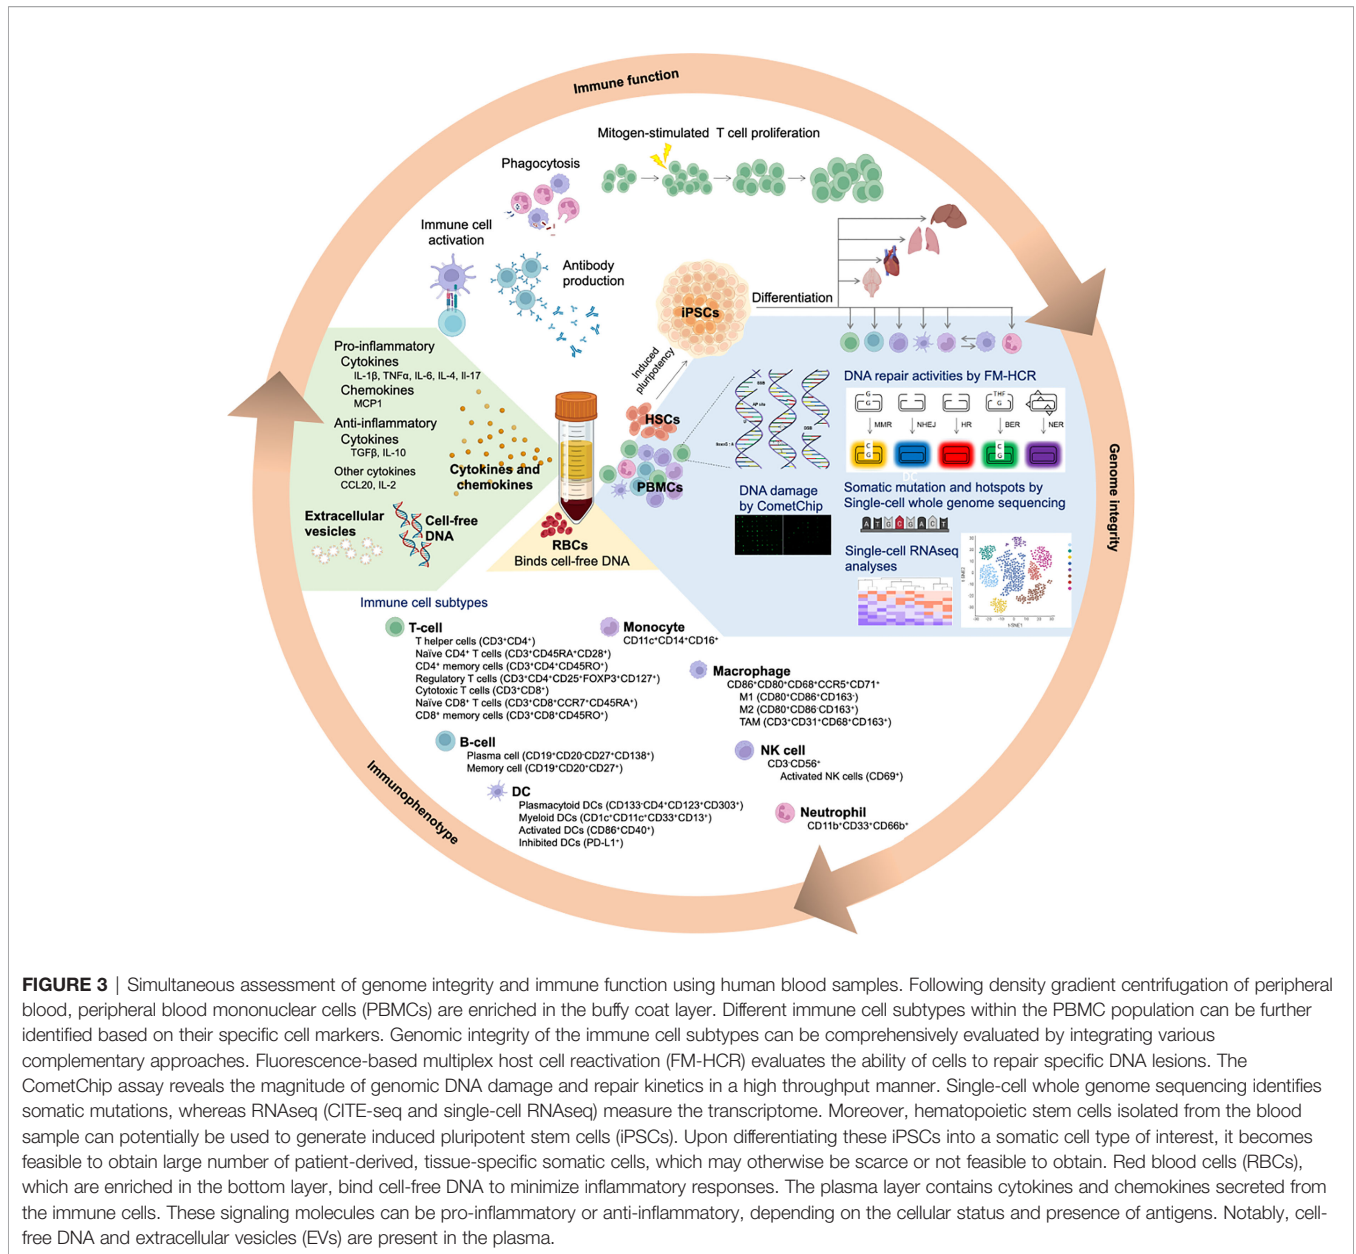 Immune function
Mitogen-stimulated T cell proliferation
Phagocytosis
Immune cell
activation
Antibody
production
iPSCs
Differentiation
Induced
pluripotency
HSCs
PBMCs
Pro-inflammatory
Cytokines
IL-1β, TNFα, IL-6, IL-4, Il-17
Chemokines
MCP1
Anti-inflammatory
Cytokines
TGFβ, IL-10
Other cytokines
CCL20, IL-2
Cytokines and
chemokines
Extracellular
vesicles
Cell-free
DNA
RBCs
Binds cell-free DNA
SSB
AP site
DSB
DNA damage
by CometChip
DNA repair activities by FM-HCR
G
G
THF
G
MMR
NHEJ
HR
BER
NER
C
G
C
G
DC
Somatic mutation and hotspots by
Single-cell whole genome sequencing
A T G C G A C T
Single-cell RNAseq
analyses
t-SNE2
t-SNE1
Genome integrity
Immune cell subtypes
T-cell
T helper cells (CD3⁺CD4⁺)
Naïve CD4⁺ T cells (CD3⁺CD45RA⁺CD28⁺)
CD4⁺ memory cells (CD3⁺CD4⁺CD45RO⁺)
Regulatory T cells (CD3⁺CD4⁺CD25⁺FOXP3⁺CD127⁺)
Cytotoxic T cells (CD3⁺CD8⁺)
Naïve CD8⁺ T cells (CD3⁺CD8⁺CCR7⁺CD45RA⁺)
CD8⁺ memory cells (CD3⁺CD8⁺CD45RO⁺)
B-cell
Plasma cell (CD19⁺CD20⁻CD27⁺CD138⁺)
Memory cell (CD19⁺CD20⁺CD27⁺)
DC
Plasmacytoid DCs (CD133⁻CD4⁺CD123⁺CD303⁺)
Myeloid DCs (CD1c⁺CD11c⁺CD33⁺CD13⁺)
Activated DCs (CD86⁺CD40⁺)
Inhibited DCs (PD-L1⁺)
Monocyte
CD11c⁺CD14⁺CD16⁺
Macrophage
CD86⁺CD80⁺CD68⁺CCR5⁺CD71⁺
M1 (CD80⁺CD86⁺CD163⁻)
M2 (CD80⁺CD86⁻CD163⁺)
TAM (CD3⁺CD31⁺CD68⁺CD163⁺)
NK cell
CD3⁻CD56⁺
Activated NK cells (CD69⁺)
Neutrophil
CD11b⁺CD33⁺CD66b⁺
Immunophenotype
FIGURE 3 | Simultaneous assessment of genome integrity and immune function using human blood samples. Following density gradient centrifugation of peripheral
blood, peripheral blood mononuclear cells (PBMCs) are enriched in the buffy coat layer. Different immune cell subtypes within the PBMC population can be further
identified based on their specific cell markers. Genomic integrity of the immune cell subtypes can be comprehensively evaluated by integrating various
complementary approaches. Fluorescence-based multiplex host cell reactivation (FM-HCR) evaluates the ability of cells to repair specific DNA lesions. The
CometChip assay reveals the magnitude of genomic DNA damage and repair kinetics in a high throughput manner. Single-cell whole genome sequencing identifies
somatic mutations, whereas RNAseq (CITE-seq and single-cell RNAseq) measure the transcriptome. Moreover, hematopoietic stem cells isolated from the blood
sample can potentially be used to generate induced pluripotent stem cells (iPSCs). Upon differentiating these iPSCs into a somatic cell type of interest, it becomes
feasible to obtain large number of patient-derived, tissue-specific somatic cells, which may otherwise be scarce or not feasible to obtain. Red blood cells (RBCs),
which are enriched in the bottom layer, bind cell-free DNA to minimize inflammatory responses. The plasma layer contains cytokines and chemokines secreted from
the immune cells. These signaling molecules can be pro-inflammatory or anti-inflammatory, depending on the cellular status and presence of antigens. Notably, cell-
free DNA and extracellular vesicles (EVs) are present in the plasma.